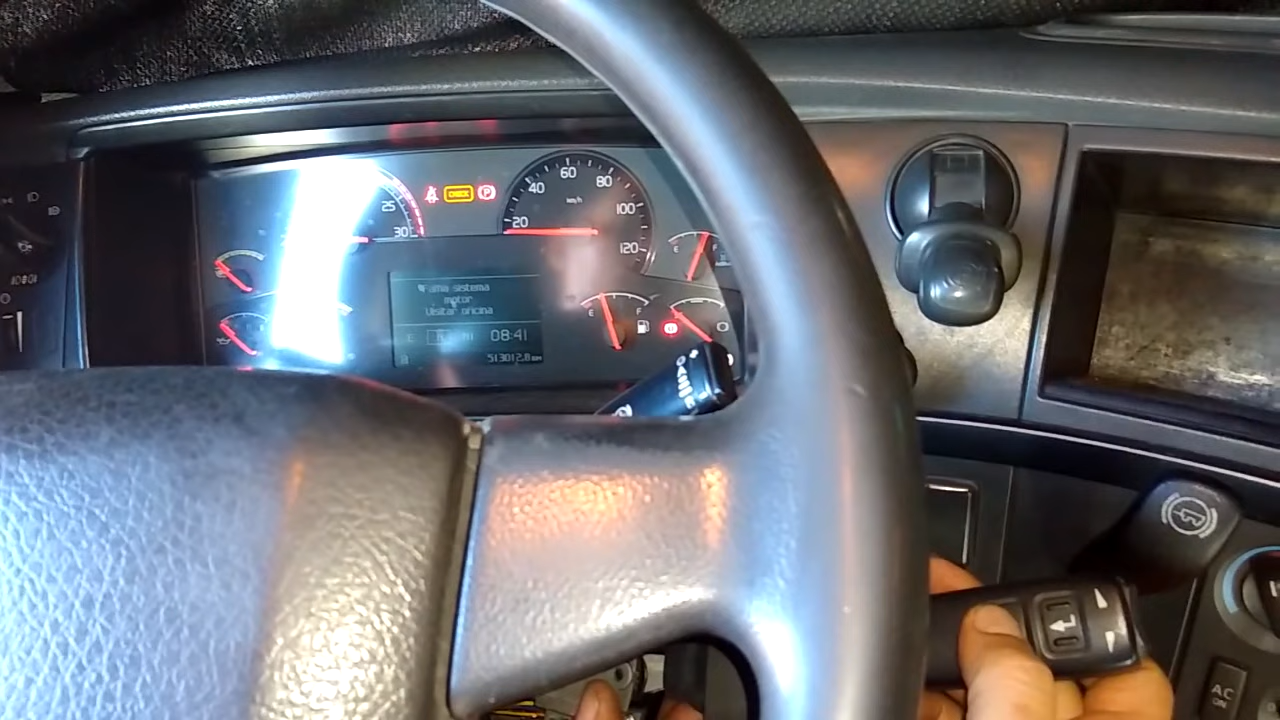 25
30
CHECK
P
20
40
60
80
100
120
km/h
E
F
E
F
sistema
motor
Visitar oficina
08:41
513012.8 km
AC
ON